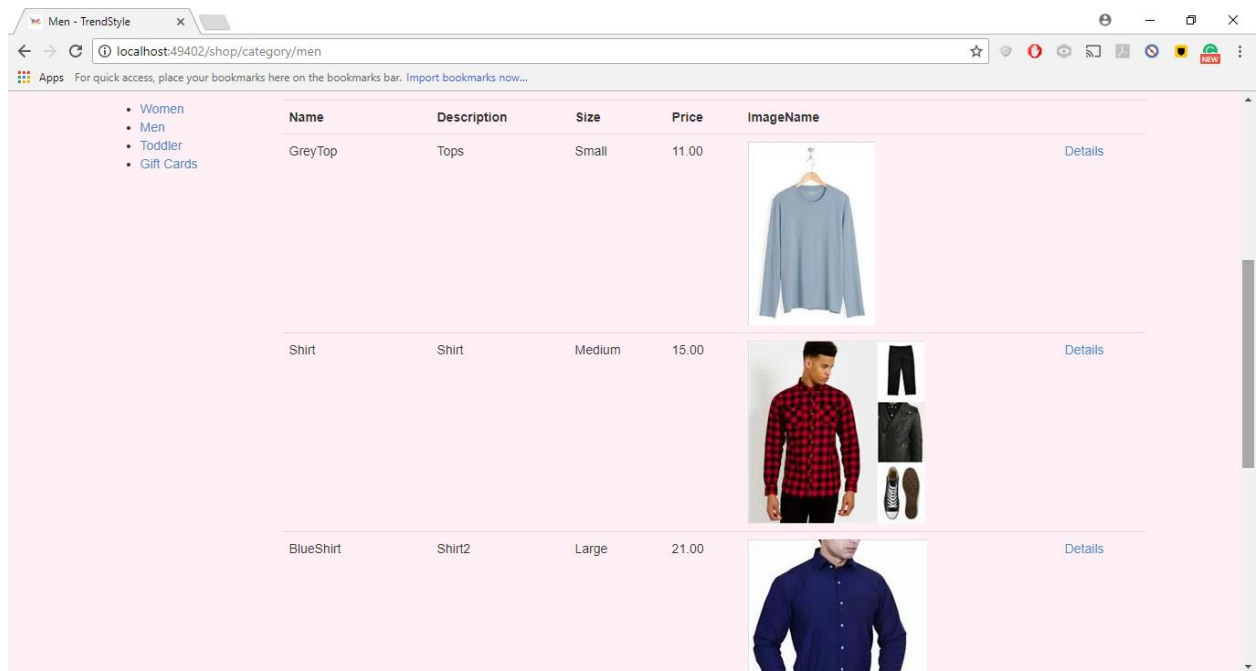 Men - TrendStyle
localhost:49402/shop/category/men
NEW
Apps For quick access, place your bookmarks here on the bookmarks bar. Import bookmarks now...
Women
Men
Toddler
Gift Cards
Name Description Size Price ImageName
GreyTop Tops Small 11.00 Details
Shirt Shirt Medium 15.00 Details
BlueShirt Shirt2 Large 21.00 Details